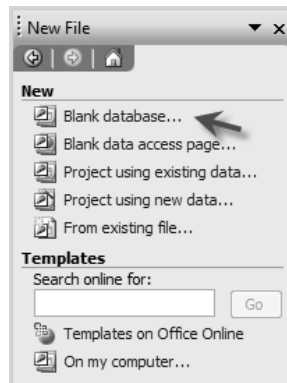 New File
New
Blank database...
Blank data access page...
Project using existing data...
Project using new data...
From existing file...
Templates
Search online for:
Go
Templates on Office Online
On my computer...